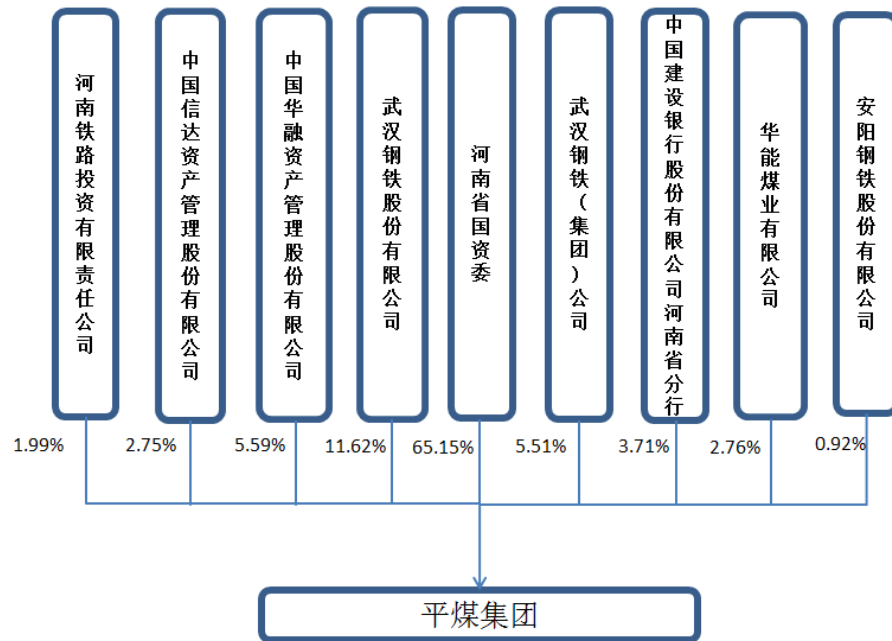 河南铁路投资有限责任公司
中国信达资产管理股份有限公司
中国华融资产管理股份有限公司
武汉钢铁股份有限公司
河南省国资委
武汉钢铁（集团）公司
中国建设银行股份有限公司河南省分行
华能煤业有限公司
安阳钢铁股份有限公司
1.99%
2.75%
5.59%
11.62%
65.15%
5.51%
3.71%
2.76%
0.92%
平煤集团